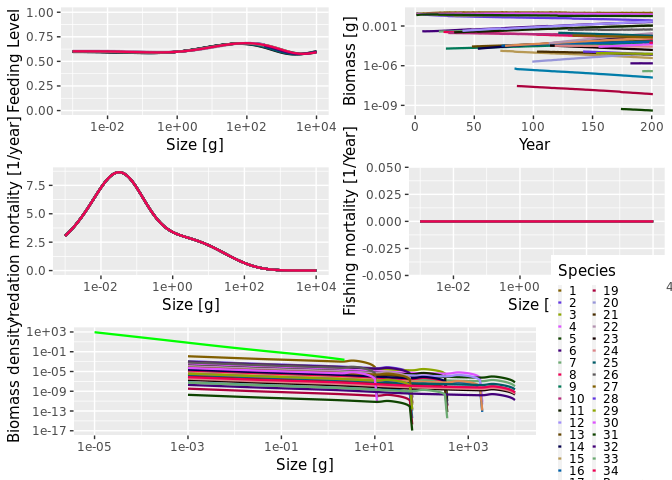 Feeding Level
1.00
0.75
0.50
0.25
0.00
1e-02
1e+00
1e+02
1e+04
Size [g]
Biomass [g]
0.001
1e-06
1e-09
0
50
100
150
200
Year
redation mortality [1/year]
7.5
5.0
2.5
0.0
1e-02
1e+00
1e+02
1e+04
Size [g]
Fishing mortality [1/Year]
0.050
0.025
0.000
-0.025
-0.050
1e-02
1e+00
4
Size [
Biomass density
1e+03
1e-01
1e-05
1e-09
1e-13
1e-17
1e-05
1e-03
1e-01
1e+01
1e+03
Size [g]
Species
1 19
2 20
3 21
4 22
5 23
6 24
7 25
8 26
9 27
10 28
11 29
12 30
13 31
14 32
15 33
16 34